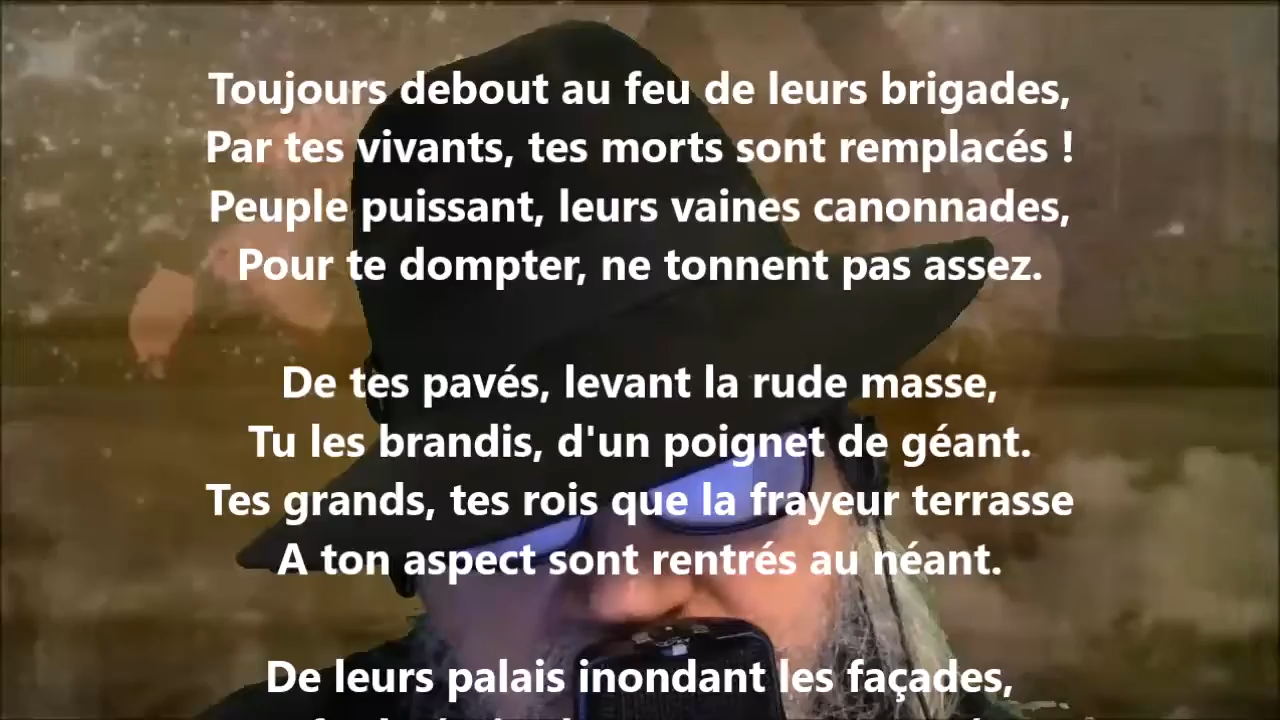 Toujours debout au feu de leurs brigades,
Par tes vivants, tes morts sont remplacés !
Peuple puissant, leurs vaines canonnades,
Pour te dompter, ne tonnent pas assez.
De tes pavés, levant la rude masse,
Tu les brandis, d'un poignet de géant.
Tes grands, tes rois que la frayeur terrasse
A ton aspect sont rentrés au néant.
De leurs palais inondant les façades,